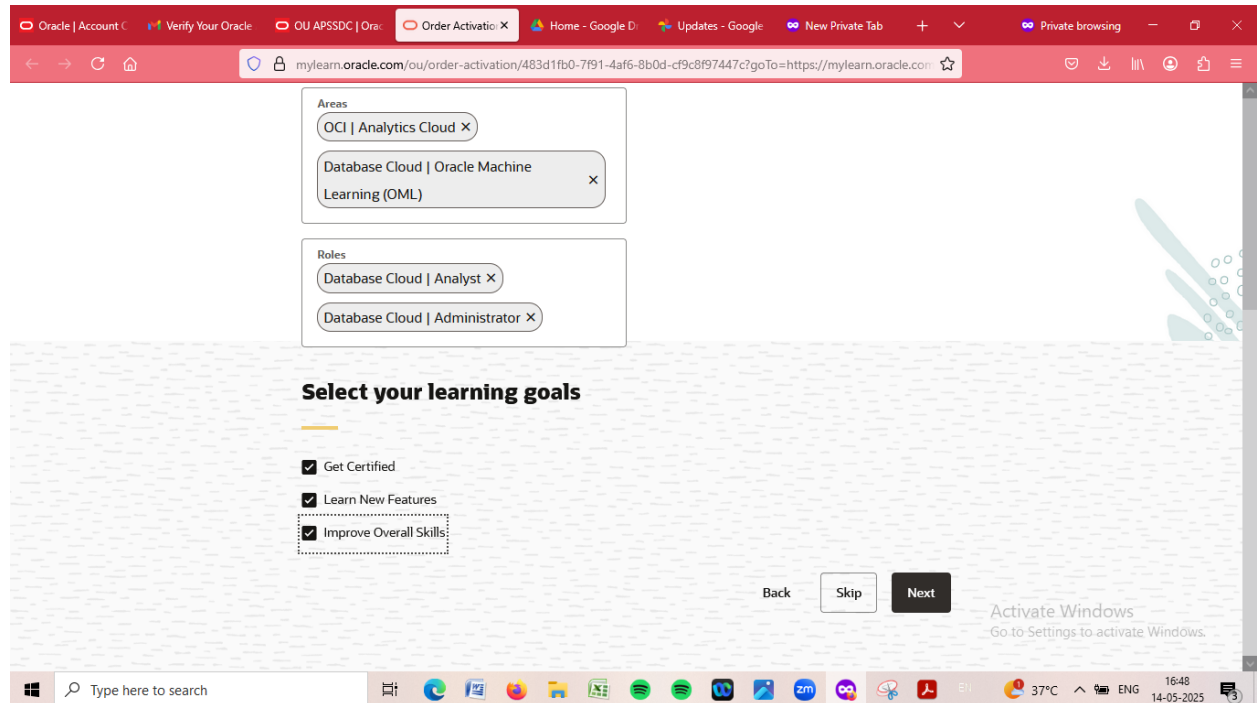 Oracle | Account C
Verify Your Oracle
OU APSSDC | Orac
Order Activatio
Home - Google Dr
Updates - Google
New Private Tab
Private browsing
mylearn.oracle.com/ou/order-activation/483d1fb0-7f91-4af6-8b0d-cf9c8f97447c?goTo=https://mylearn.oracle.com
Areas
OCI | Analytics Cloud
Database Cloud | Oracle Machine
Learning (OML)
Roles
Database Cloud | Analyst
Database Cloud | Administrator
Select your learning goals
Get Certified
Learn New Features
Improve Overall Skills
Back
Skip
Next
Activate Windows
Go to Settings to activate Windows.
Type here to search
zm
EN
37°C
ENG
16:48
14-05-2025
3